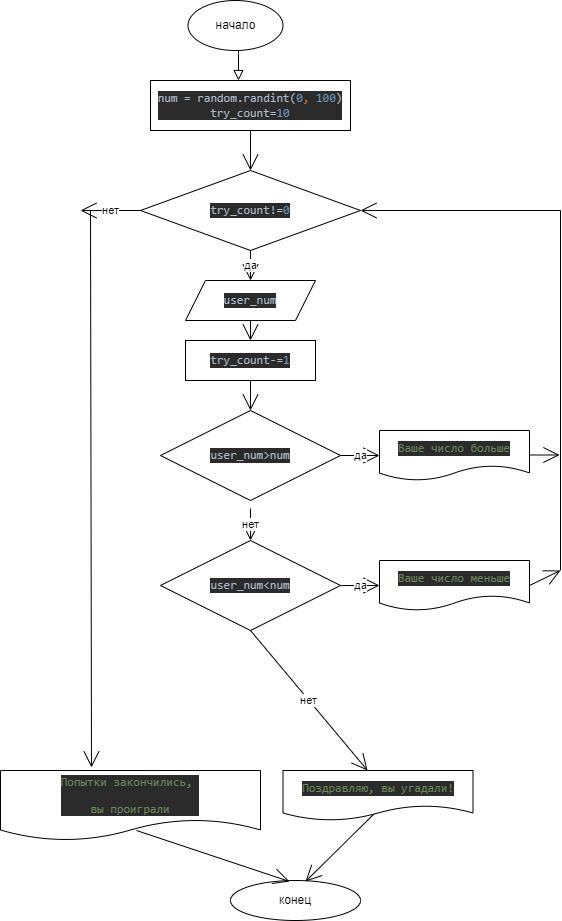 начало
num = random.randint(0, 100)
try_count=10
нет
try_count!=0
да
user_num
try_count-=1
user_num>num
да
Ваше число больше
нет
user_num<num
да
Ваше число меньше
нет
Попытки закончились,
вы проиграли
Поздравляю, вы угадали!
конец